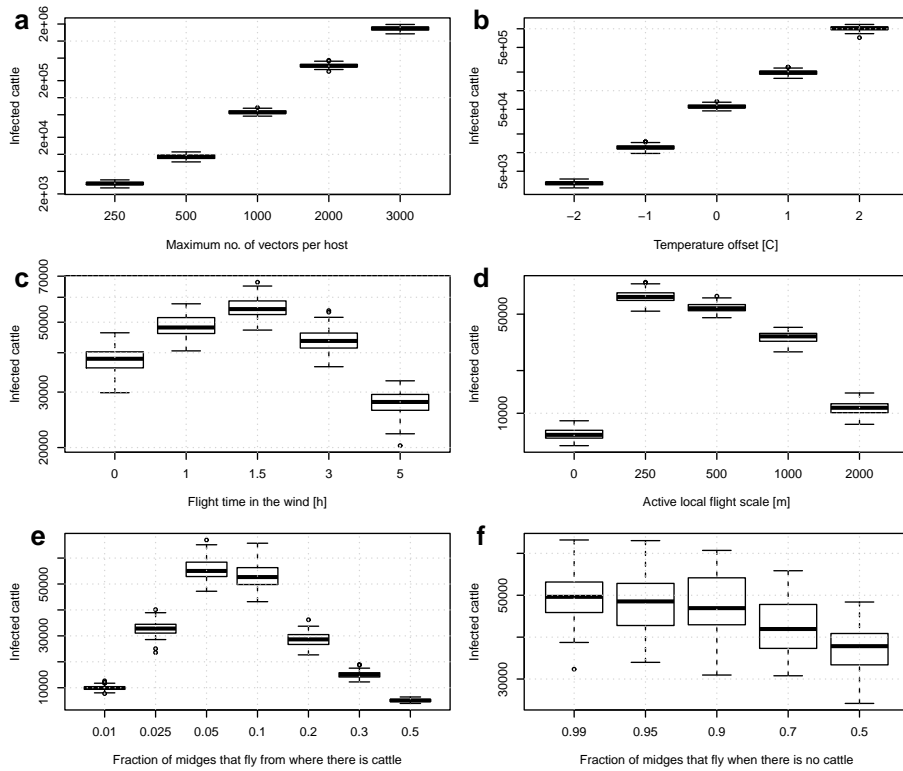 a
Infected cattle
2e+03 2e+04 2e+05 2e+06
250 500 1000 2000 3000
Maximum no. of vectors per host
b
Infected cattle
5e+03 5e+04 5e+05
−2 −1 0 1 2
Temperature offset [C]
c
Infected cattle
20000 30000 50000 70000
0 1 1.5 3 5
Flight time in the wind [h]
d
Infected cattle
10000 50000
0 250 500 1000 2000
Active local flight scale [m]
e
Infected cattle
10000 30000 50000
0.01 0.025 0.05 0.1 0.2 0.3 0.5
Fraction of midges that fly from where there is cattle
f
Infected cattle
30000 50000
0.99 0.95 0.9 0.7 0.5
Fraction of midges that fly when there is no cattle